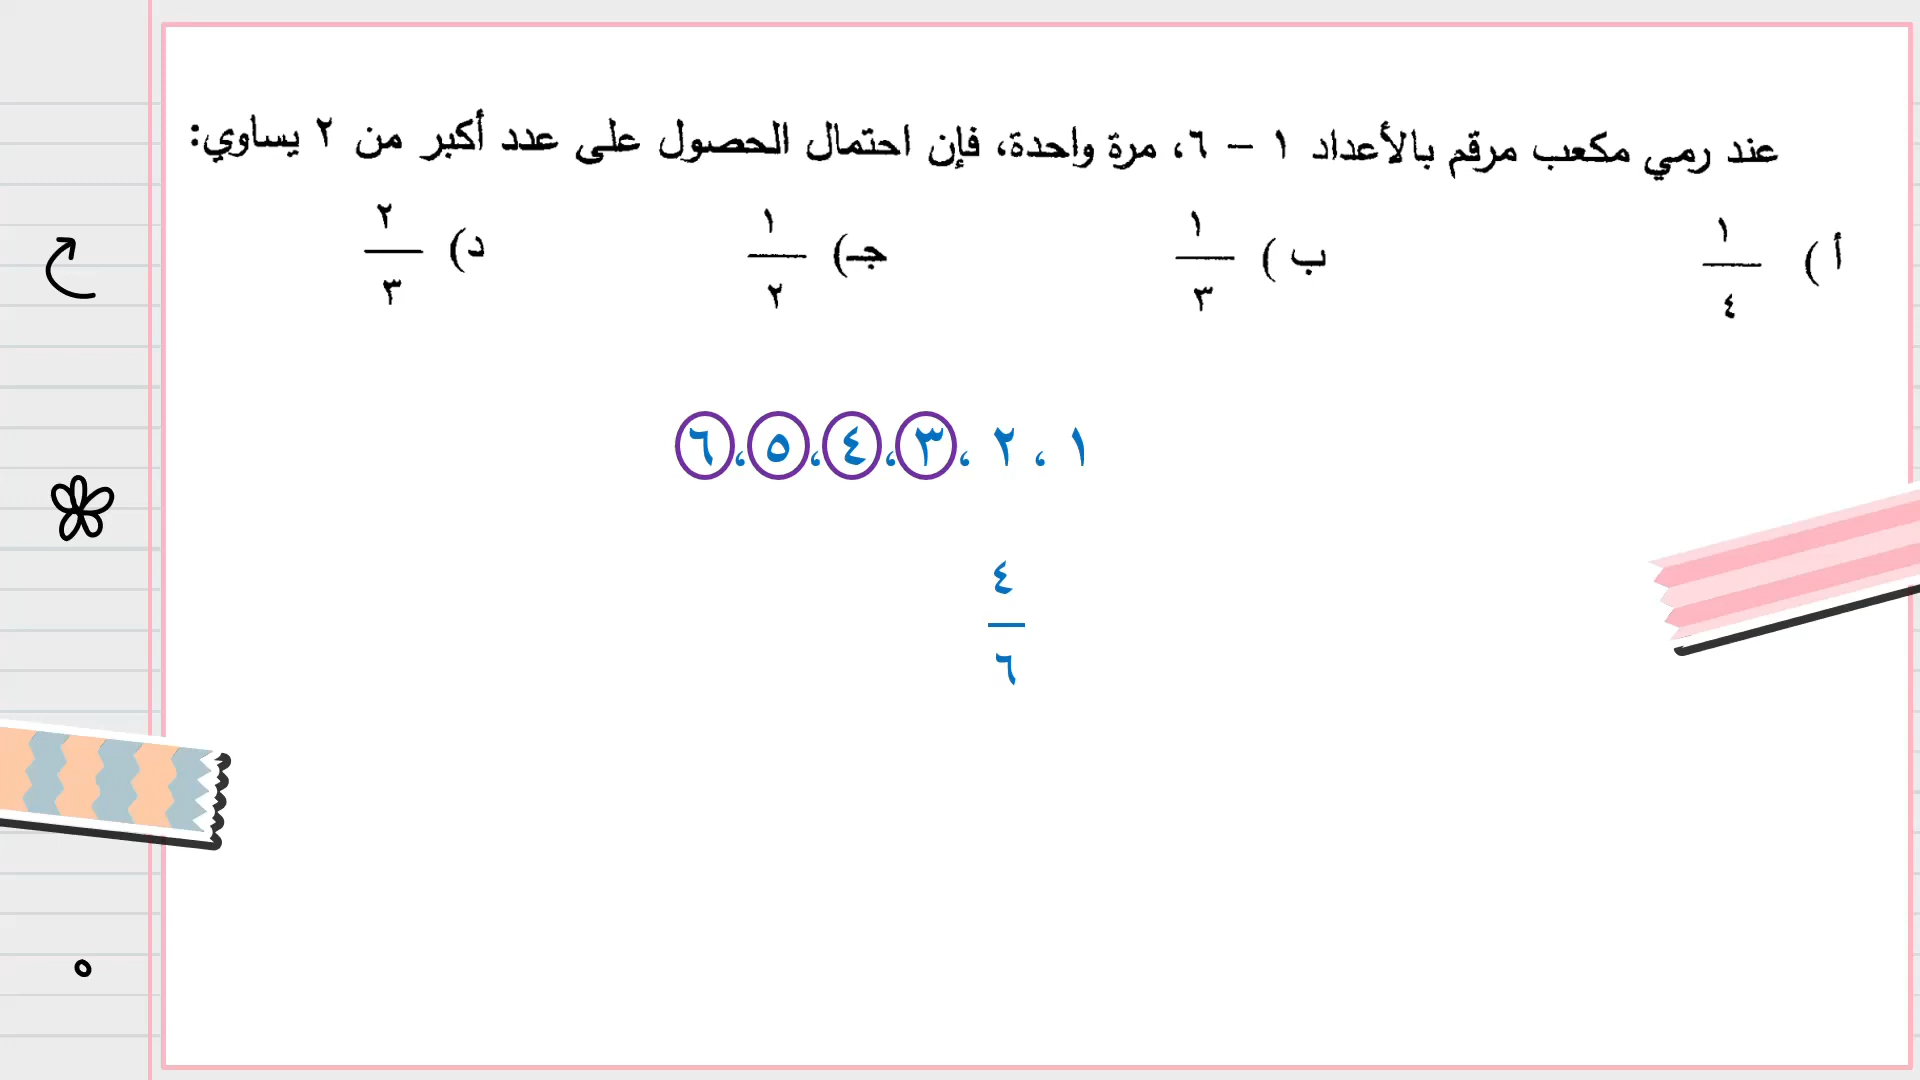 عند رمي مكعب مرقم بالأعداد ١ – ٦، مرة واحدة، فإن احتمال الحصول على عدد أكبر من ٢ يساوي:
أ) ١/٤ ب) ١/٣ جـ) ١/٢ د) ٢/٣
١ ، ٢ ، ٣ ، ٤ ، ٥ ، ٦
٤
٦